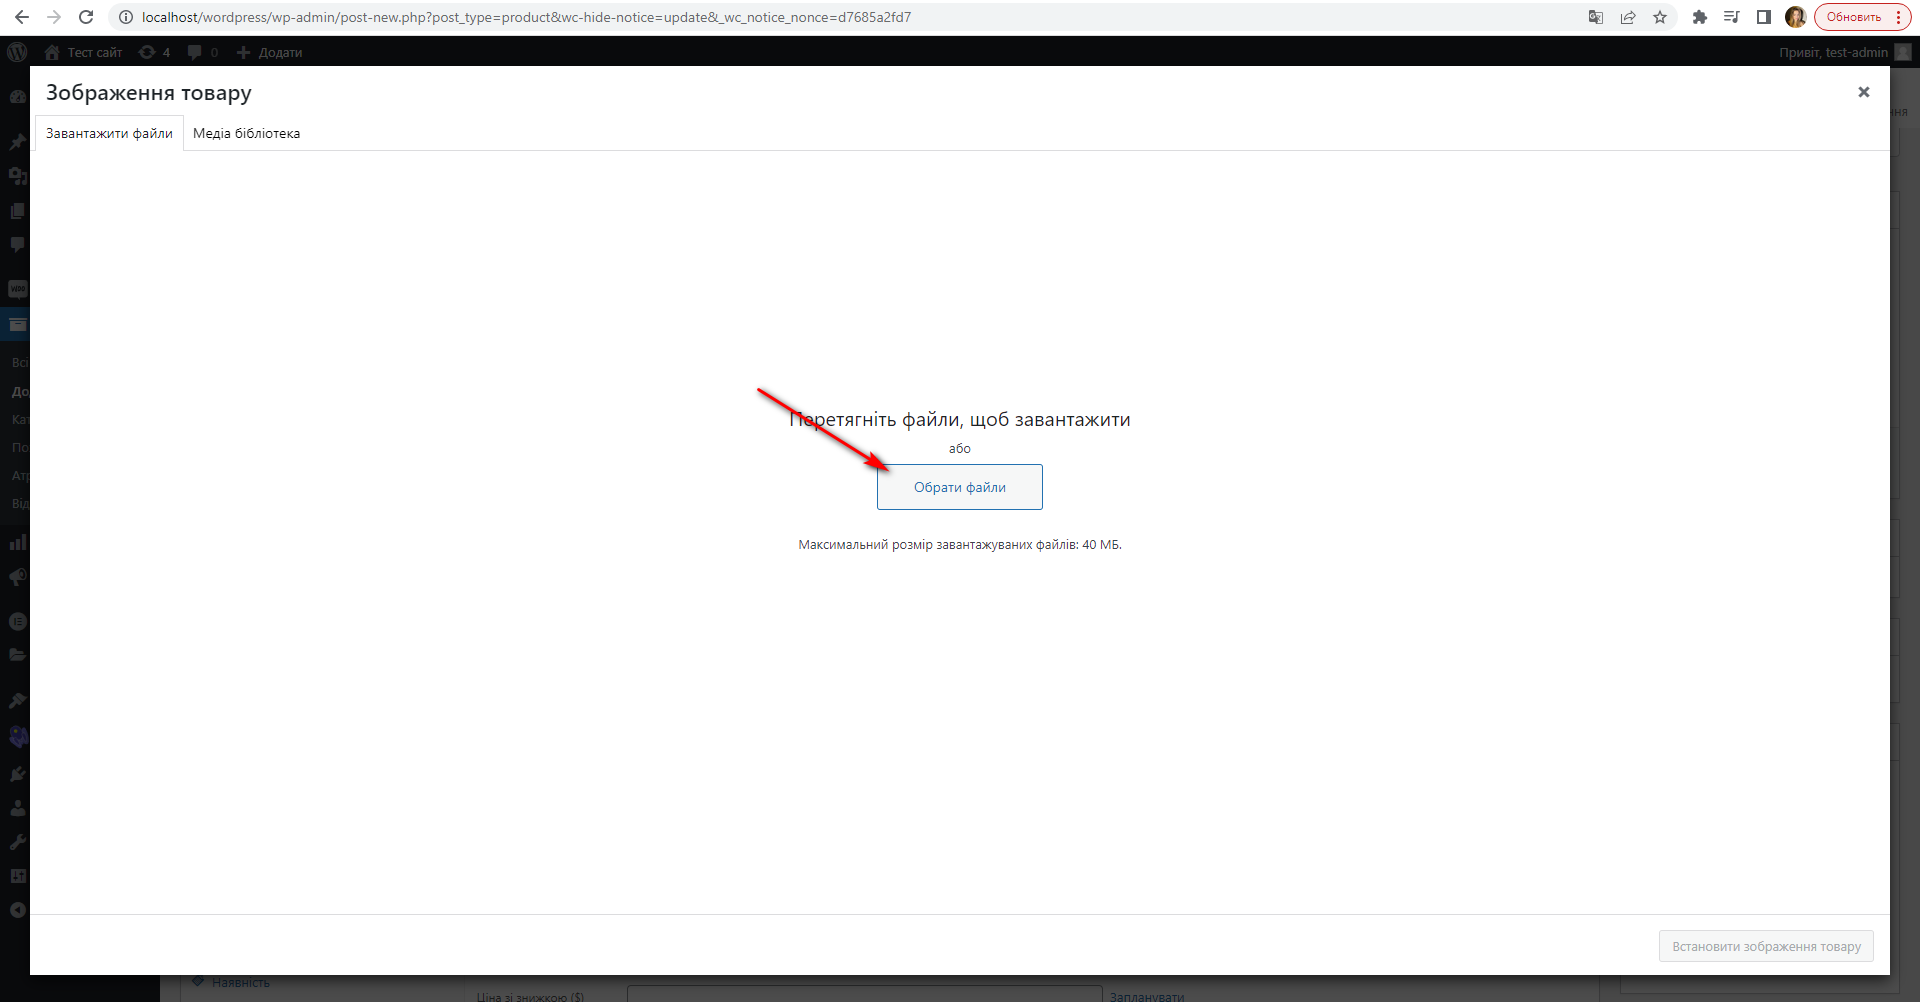 localhost/wordpress/wp-admin/post-new.php?post_type=product&wc-hide-notice=update&_wc_notice_nonce=d7685a2fd7
Обновить
Тест сайт
4
0
Додати
Привіт, test-admin
Зображення товару
Завантажити файли
Медіа бібліотека
Перетягніть файли, щоб завантажити
або
Обрати файли
Максимальний розмір завантажуваних файлів: 40 МБ.
Встановити зображення товару
Наявність
Ціна зі знижкою ($)
Запланувати